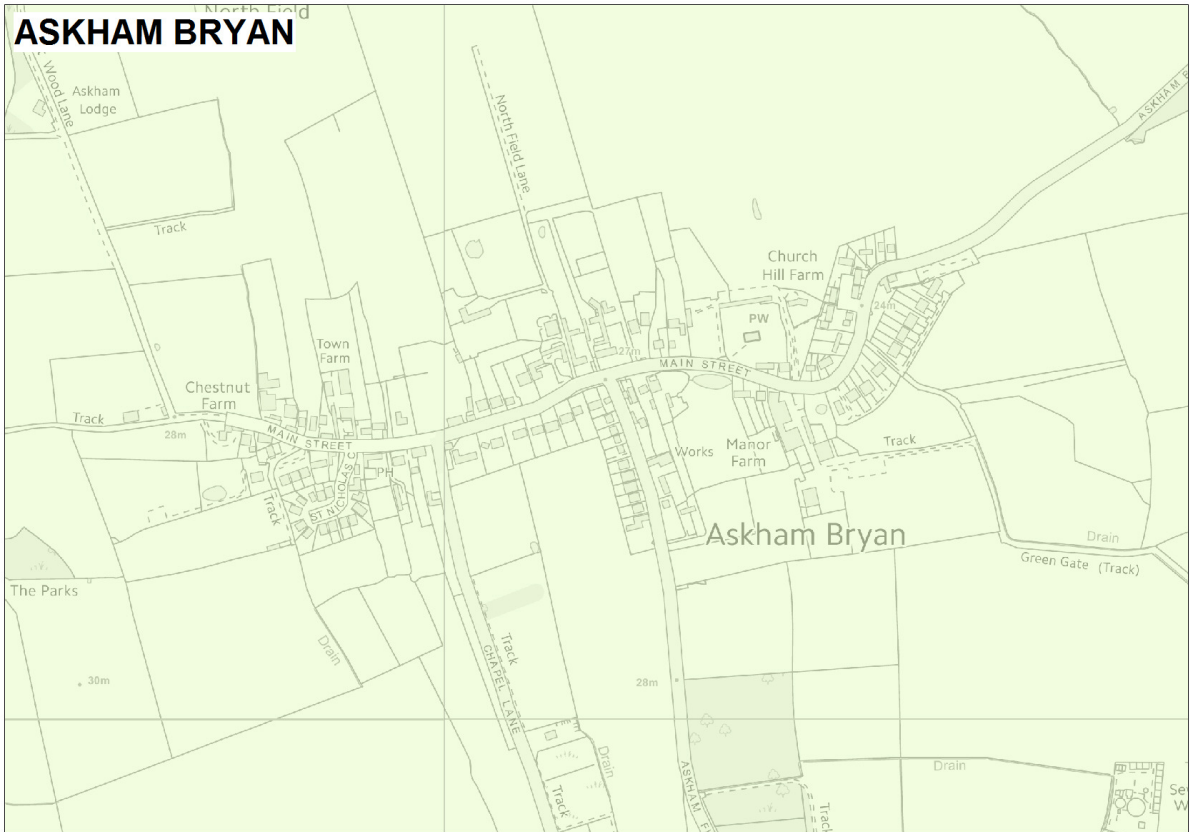 North Field
ASKHAM BRYAN
Wood Lane
Askham
Lodge
North Field Lane
ASKHAM
Track
Church
Hill Farm
24m
PW
Town
Farm
27m
MAIN STREET
Chestnut
Farm
Track
28m
MAIN STREET
PH
ST NICHOLAS
Works
Manor
Farm
Track
Track
Askham Bryan
Drain
Green Gate (Track)
The Parks
Drain
Track
CHAPEL LANE
30m
28m
Drain
Drain
ASKHAM
Track
Track